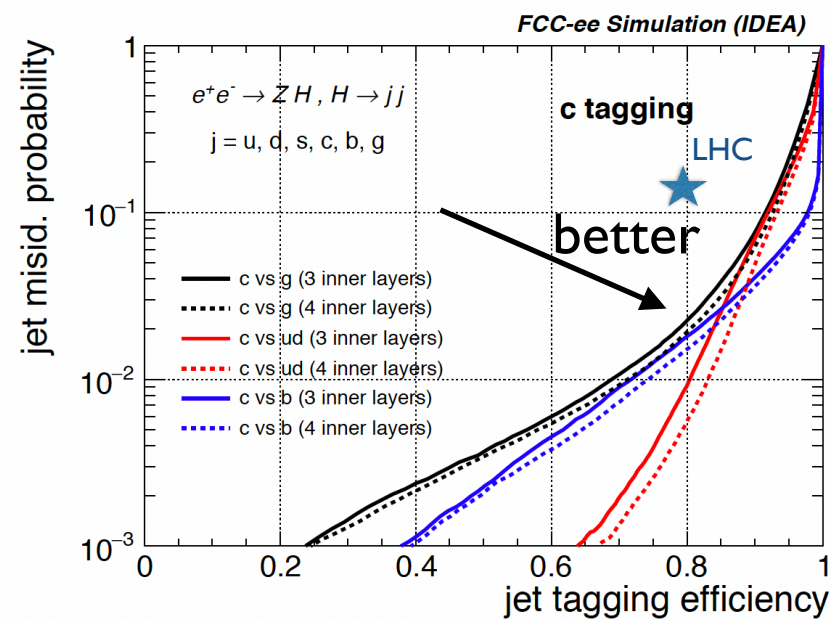 FCC-ee Simulation (IDEA)
jet misid. probability
1
10⁻¹
10⁻²
10⁻³
e⁺e⁻ → Z H , H → j j
j = u, d, s, c, b, g
c tagging
LHC
better
c vs g (3 inner layers)
c vs g (4 inner layers)
c vs ud (3 inner layers)
c vs ud (4 inner layers)
c vs b (3 inner layers)
c vs b (4 inner layers)
0 0.2 0.4 0.6 0.8 1
jet tagging efficiency